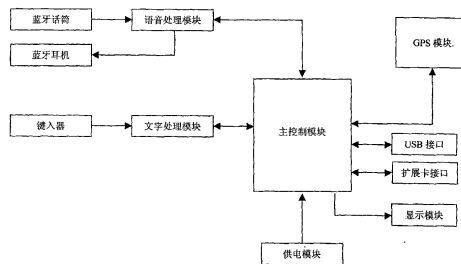 蓝牙话筒
语音处理模块
GPS 模块
蓝牙耳机
键入器
文字处理模块
主控制模块
USB 接口
扩展卡接口
显示模块
供电模块